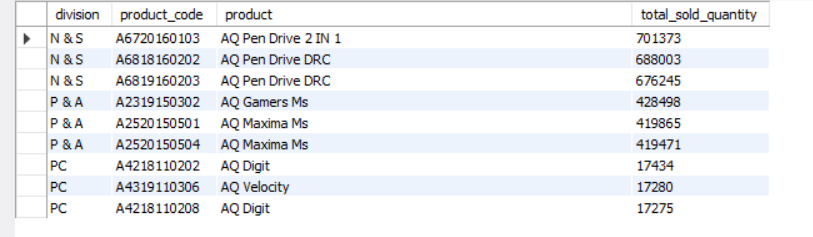 division product_code product total_sold_quantity
N & S A6720160103 AQ Pen Drive 2 IN 1 701373
N & S A6818160202 AQ Pen Drive DRC 688003
N & S A6819160203 AQ Pen Drive DRC 676245
P & A A2319150302 AQ Gamers Ms 428498
P & A A2520150501 AQ Maxima Ms 419865
P & A A2520150504 AQ Maxima Ms 419471
PC A4218110202 AQ Digit 17434
PC A4319110306 AQ Velocity 17280
PC A4218110208 AQ Digit 17275